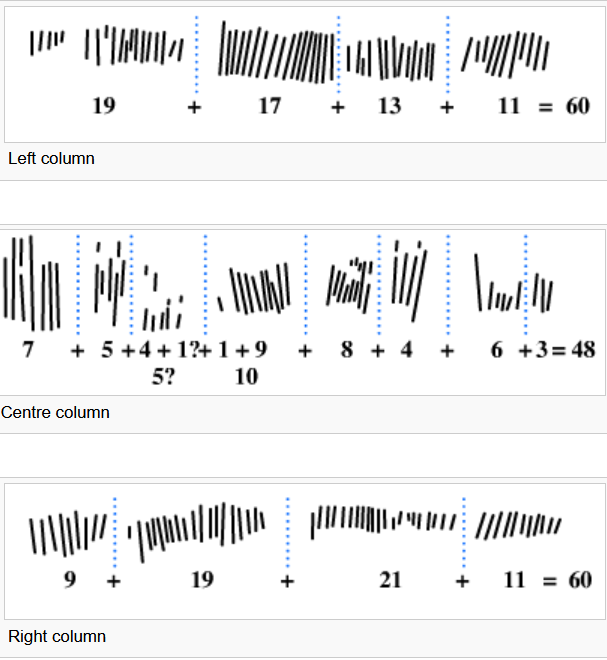 19 + 17 + 13 + 11 = 60
Left column
7 + 5 + 4 + 1? + 1 + 9 + 8 + 4 + 6 + 3 = 48
5? 10
Centre column
9 + 19 + 21 + 11 = 60
Right column